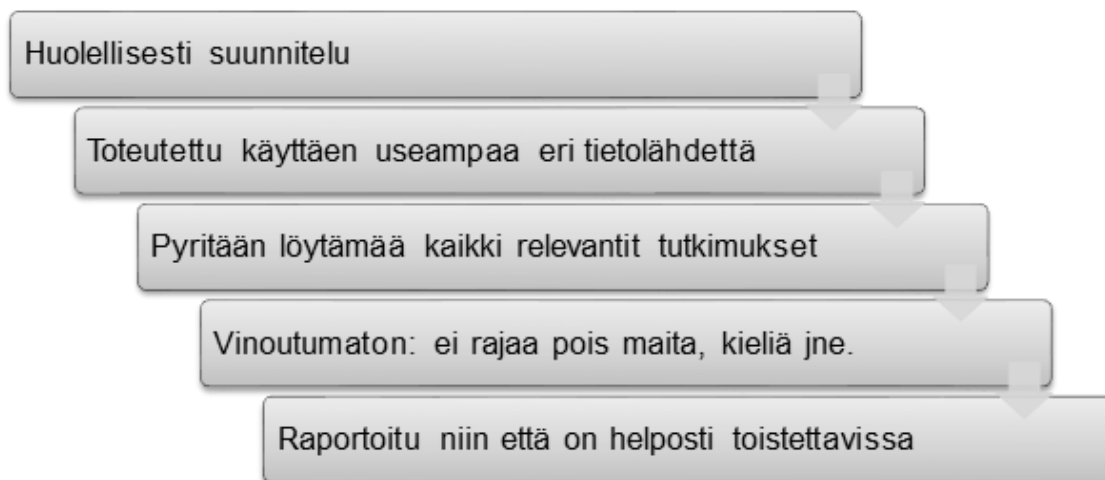 Huolellisesti suunnitelu
Toteutettu käyttäen useampaa eri tietolähdettä
Pyritään löytämää kaikki relevantit tutkimukset
Vinoutumaton: ei rajaa pois maita, kieliä jne.
Raportoitu niin että on helposti toistettavissa